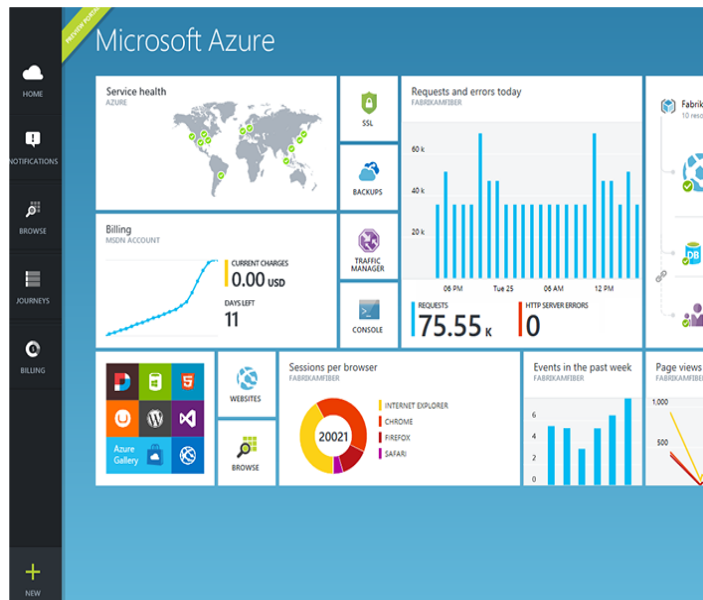 PREVIEW PORTAL
Microsoft Azure
HOME
NOTIFICATIONS
BROWSE
JOURNEYS
BILLING
NEW
Service health
AZURE
SSL
BACKUPS
TRAFFIC
MANAGER
CONSOLE
Requests and errors today
FABRIKAMFIBER
60 k
40 k
20 k
06 PM
Tue 25
06 AM
12 PM
REQUESTS
75.55 K
HTTP SERVER ERRORS
0
Fabrik
10 reso
DB
Billing
MSDN ACCOUNT
CURRENT CHARGES
0.00 USD
DAYS LEFT
11
Azure
Gallery
WEBSITES
BROWSE
Sessions per browser
FABRIKAMFIBER
20021
INTERNET EXPLORER
CHROME
FIREFOX
SAFARI
Events in the past week
FABRIKAMFIBER
6
4
2
0
Page views
FABRIKAMFIBER
1,000
500